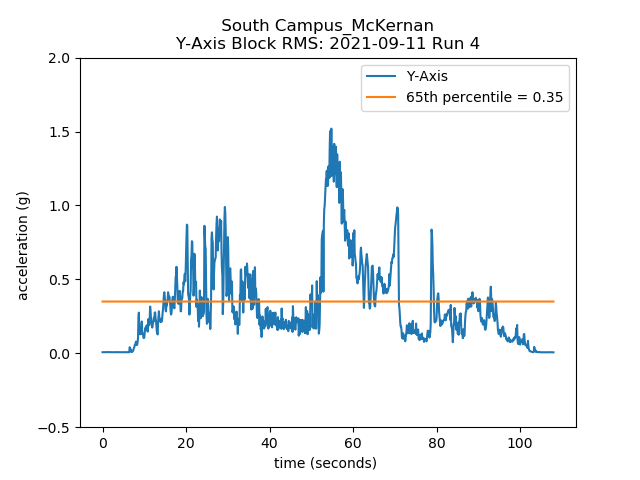 South Campus_McKernan
Y-Axis Block RMS: 2021-09-11 Run 4
Y-Axis
65th percentile = 0.35
2.0
1.5
1.0
0.5
0.0
−0.5
acceleration (g)
0 20 40 60 80 100
time (seconds)